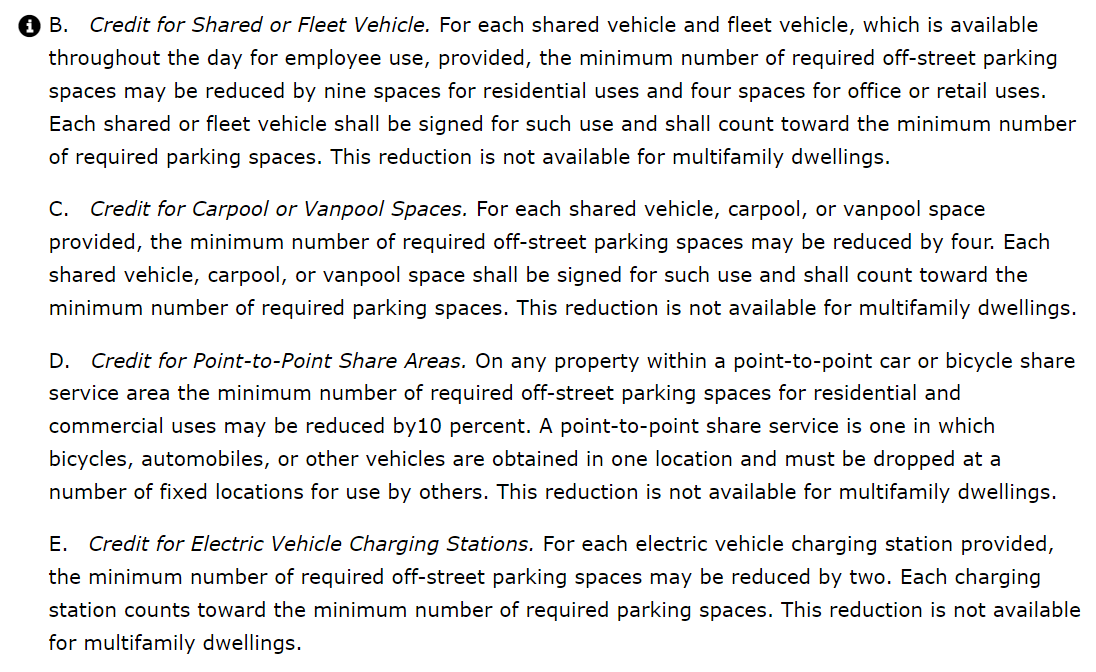 B. Credit for Shared or Fleet Vehicle. For each shared vehicle and fleet vehicle, which is available
throughout the day for employee use, provided, the minimum number of required off-street parking
spaces may be reduced by nine spaces for residential uses and four spaces for office or retail uses.
Each shared or fleet vehicle shall be signed for such use and shall count toward the minimum number
of required parking spaces. This reduction is not available for multifamily dwellings.
C. Credit for Carpool or Vanpool Spaces. For each shared vehicle, carpool, or vanpool space
provided, the minimum number of required off-street parking spaces may be reduced by four. Each
shared vehicle, carpool, or vanpool space shall be signed for such use and shall count toward the
minimum number of required parking spaces. This reduction is not available for multifamily dwellings.
D. Credit for Point-to-Point Share Areas. On any property within a point-to-point car or bicycle share
service area the minimum number of required off-street parking spaces for residential and
commercial uses may be reduced by10 percent. A point-to-point share service is one in which
bicycles, automobiles, or other vehicles are obtained in one location and must be dropped at a
number of fixed locations for use by others. This reduction is not available for multifamily dwellings.
E. Credit for Electric Vehicle Charging Stations. For each electric vehicle charging station provided,
the minimum number of required off-street parking spaces may be reduced by two. Each charging
station counts toward the minimum number of required parking spaces. This reduction is not available
for multifamily dwellings.